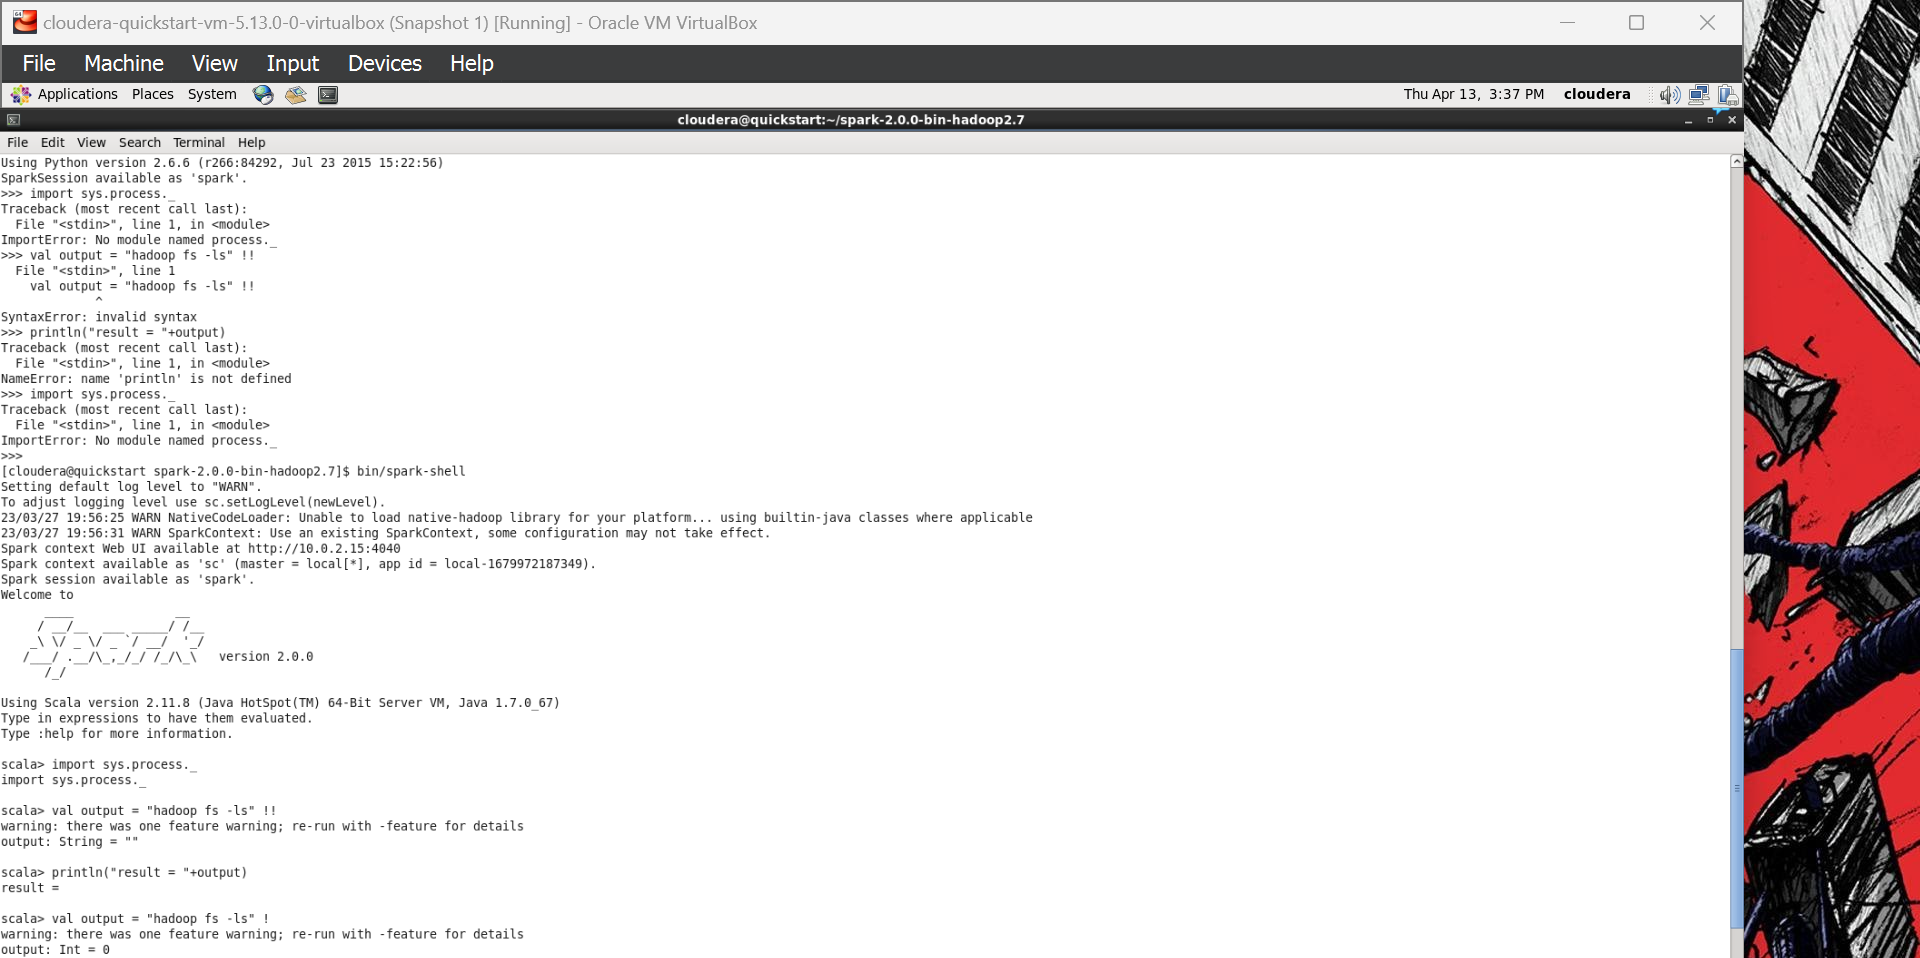 cloudera-quickstart-vm-5.13.0-0-virtualbox (Snapshot 1) [Running] - Oracle VM VirtualBox
File Machine View Input Devices Help
Applications Places System Thu Apr 13, 3:37 PM cloudera
cloudera@quickstart:~/spark-2.0.0-bin-hadoop2.7
File Edit View Search Terminal Help
Using Python version 2.6.6 (r266:84292, Jul 23 2015 15:22:56)
SparkSession available as 'spark'.
>>> import sys.process._
Traceback (most recent call last):
  File "<stdin>", line 1, in <module>
ImportError: No module named process._
>>> val output = "hadoop fs -ls" !!
  File "<stdin>", line 1
    val output = "hadoop fs -ls" !!
             ^
SyntaxError: invalid syntax
>>> println("result = "+output)
Traceback (most recent call last):
  File "<stdin>", line 1, in <module>
NameError: name 'println' is not defined
>>> import sys.process._
Traceback (most recent call last):
  File "<stdin>", line 1, in <module>
ImportError: No module named process._
>>>
[cloudera@quickstart spark-2.0.0-bin-hadoop2.7]$ bin/spark-shell
Setting default log level to "WARN".
To adjust logging level use sc.setLogLevel(newLevel).
23/03/27 19:56:25 WARN NativeCodeLoader: Unable to load native-hadoop library for your platform... using builtin-java classes where applicable
23/03/27 19:56:31 WARN SparkContext: Use an existing SparkContext, some configuration may not take effect.
Spark context Web UI available at http://10.0.2.15:4040
Spark context available as 'sc' (master = local[*], app id = local-1679972187349).
Spark session available as 'spark'.
Welcome to
      ____              __
     / __/__  ___ _____/ /__
    _\ \/ _ \/ _ `/ __/  '_/
   /___/ .__/\_,_/_/ /_/\_\   version 2.0.0
      /_/
Using Scala version 2.11.8 (Java HotSpot(TM) 64-Bit Server VM, Java 1.7.0_67)
Type in expressions to have them evaluated.
Type :help for more information.
scala> import sys.process._
import sys.process._
scala> val output = "hadoop fs -ls" !!
warning: there was one feature warning; re-run with -feature for details
output: String = ""
scala> println("result = "+output)
result =
scala> val output = "hadoop fs -ls" !
warning: there was one feature warning; re-run with -feature for details
output: Int = 0